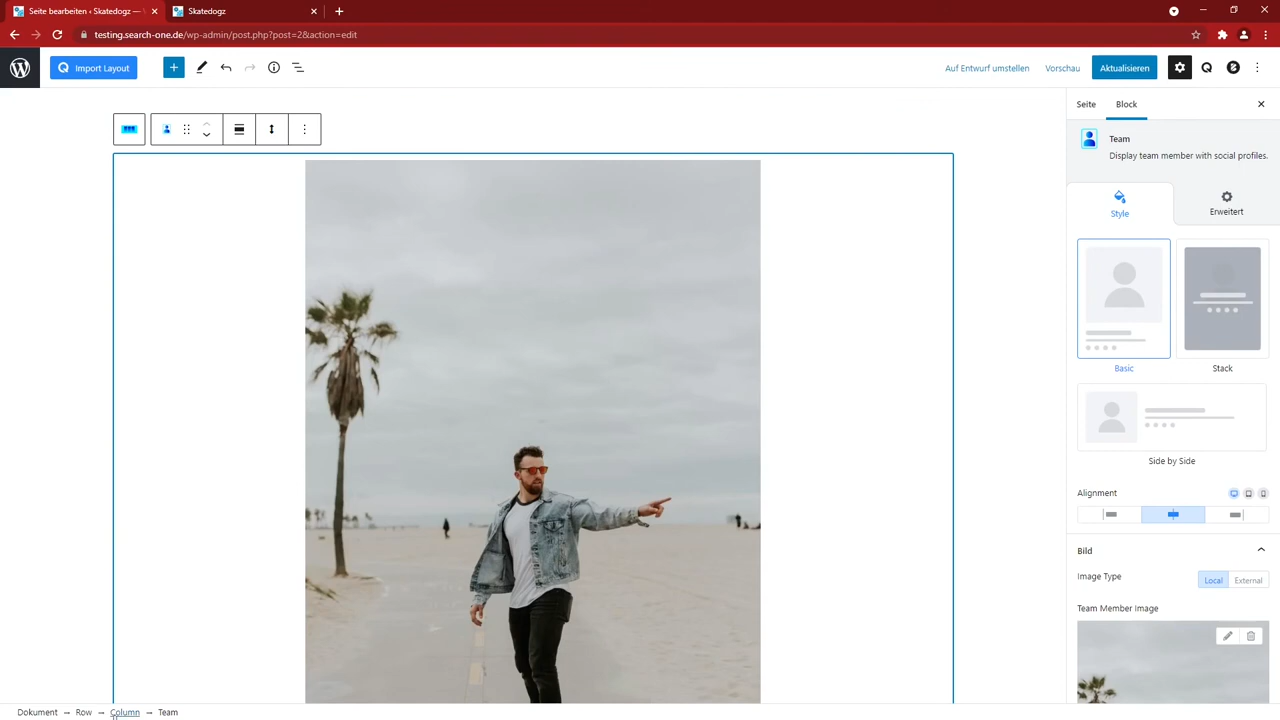 Seite bearbeiten ‹ Skatedogz — 
Skatedogz
testing.search-one.de/wp-admin/post.php?post=2&action=edit
Import Layout
Auf Entwurf umstellen
Vorschau
Aktualisieren
Seite
Block
Team
Display team member with social profiles.
Style
Erweitert
Basic
Stack
Side by Side
Alignment
Bild
Image Type
Local
External
Team Member Image
Dokument → Row → Column → Team